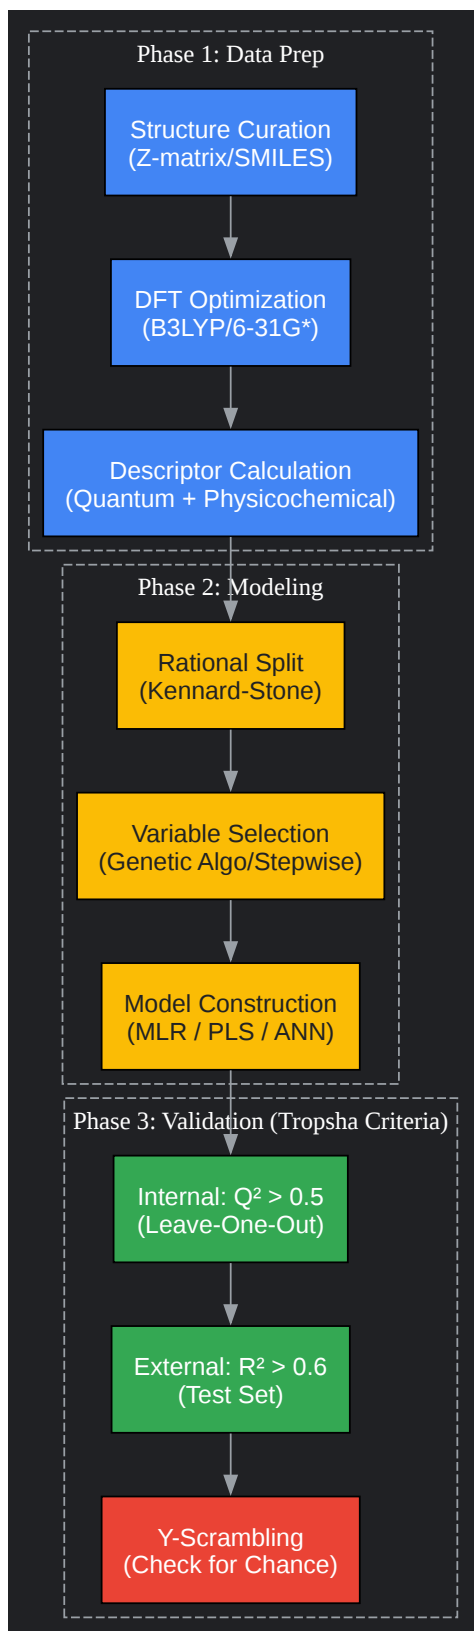 Phase 1: Data Prep
Structure Curation
(Z-matrix/SMILES)
DFT Optimization
(B3LYP/6-31G*)
Descriptor Calculation
(Quantum + Physicochemical)
Phase 2: Modeling
Rational Split
(Kennard-Stone)
Variable Selection
(Genetic Algo/Stepwise)
Model Construction
(MLR / PLS / ANN)
Phase 3: Validation (Tropsha Criteria)
Internal: Q² > 0.5
(Leave-One-Out)
External: R² > 0.6
(Test Set)
Y-Scrambling
(Check for Chance)